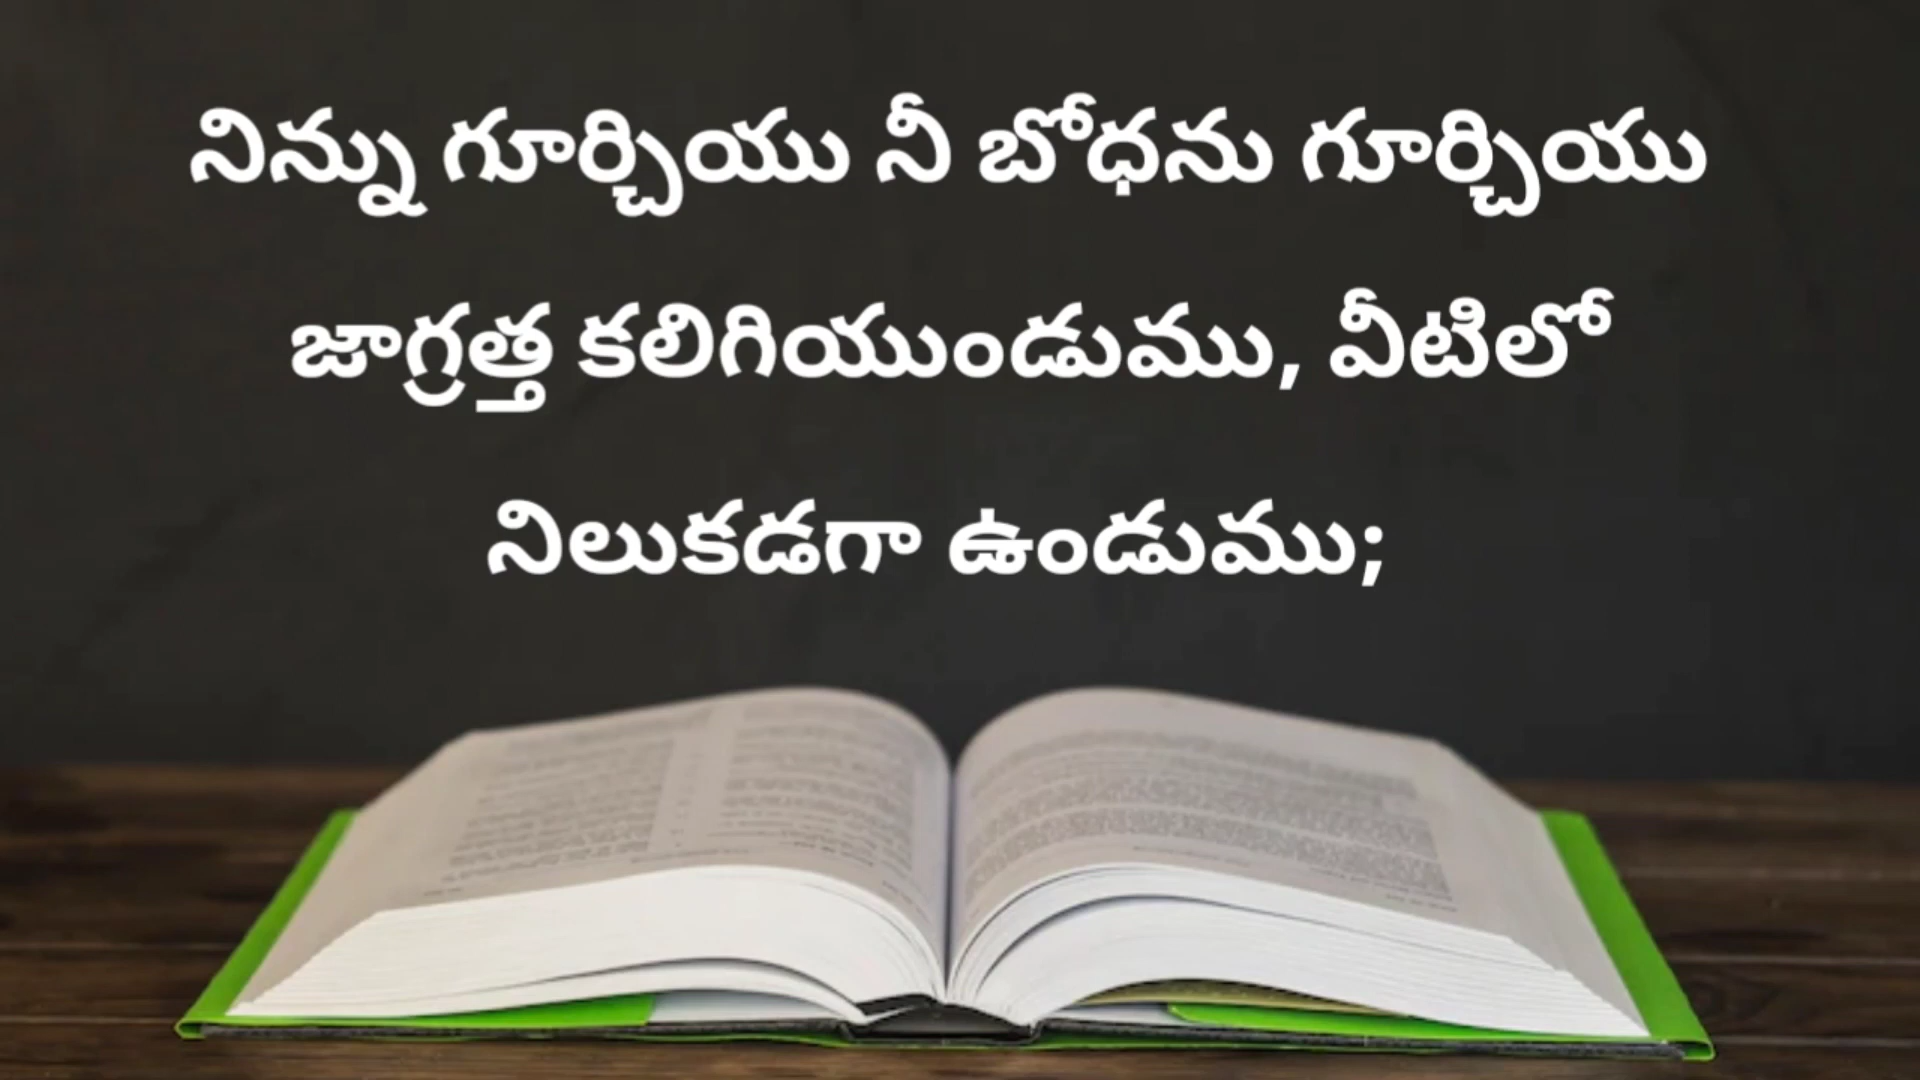 నిన్ను గూర్చియు నీ బోధను గూర్చియు
జాగ్రత్త కలిగియుండుము, వీటిలో
నిలుకడగా ఉండుము;